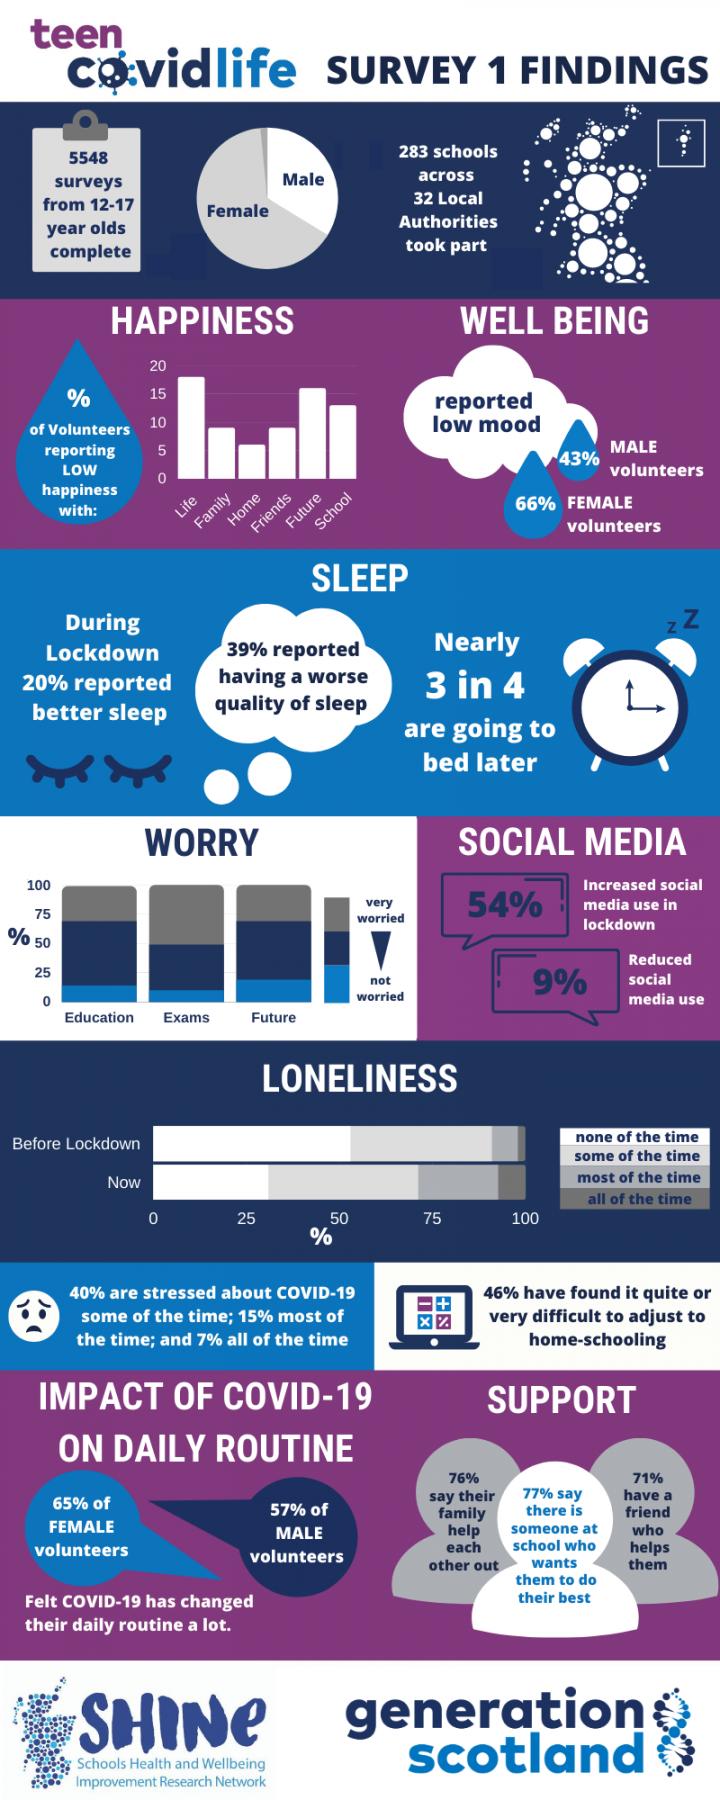 teen
covidlife
SURVEY 1 FINDINGS
5548
surveys
from 12-17
year olds
complete
Male
Female
283 schools
across
32 Local
Authorities
took part
HAPPINESS
%
of Volunteers
reporting
LOW
happiness
with:
20
15
10
5
0
Life
Family
Home
Friends
Future
School
WELL BEING
reported
low mood
43%
MALE
volunteers
66%
FEMALE
volunteers
SLEEP
During
Lockdown
20% reported
better sleep
39% reported
having a worse
quality of sleep
Nearly
3 in 4
are going to
bed later
z Z
WORRY
100
75
50
25
0
%
Education
Exams
Future
very
worried
not
worried
SOCIAL MEDIA
54%
Increased social
media use in
lockdown
9%
Reduced
social
media use
LONELINESS
Before Lockdown
Now
0
25
50
75
100
%
none of the time
some of the time
most of the time
all of the time
40% are stressed about COVID-19
some of the time; 15% most of
the time; and 7% all of the time
46% have found it quite or
very difficult to adjust to
home-schooling
IMPACT OF COVID-19
ON DAILY ROUTINE
65% of
FEMALE
volunteers
57% of
MALE
volunteers
Felt COVID-19 has changed
their daily routine a lot.
SUPPORT
76%
say their
family
help
each
other out
77% say
there is
someone at
school who
wants
them to do
their best
71%
have a
friend
who
helps
them
SHINe
Schools Health and Wellbeing
Improvement Research Network
generation
scotland